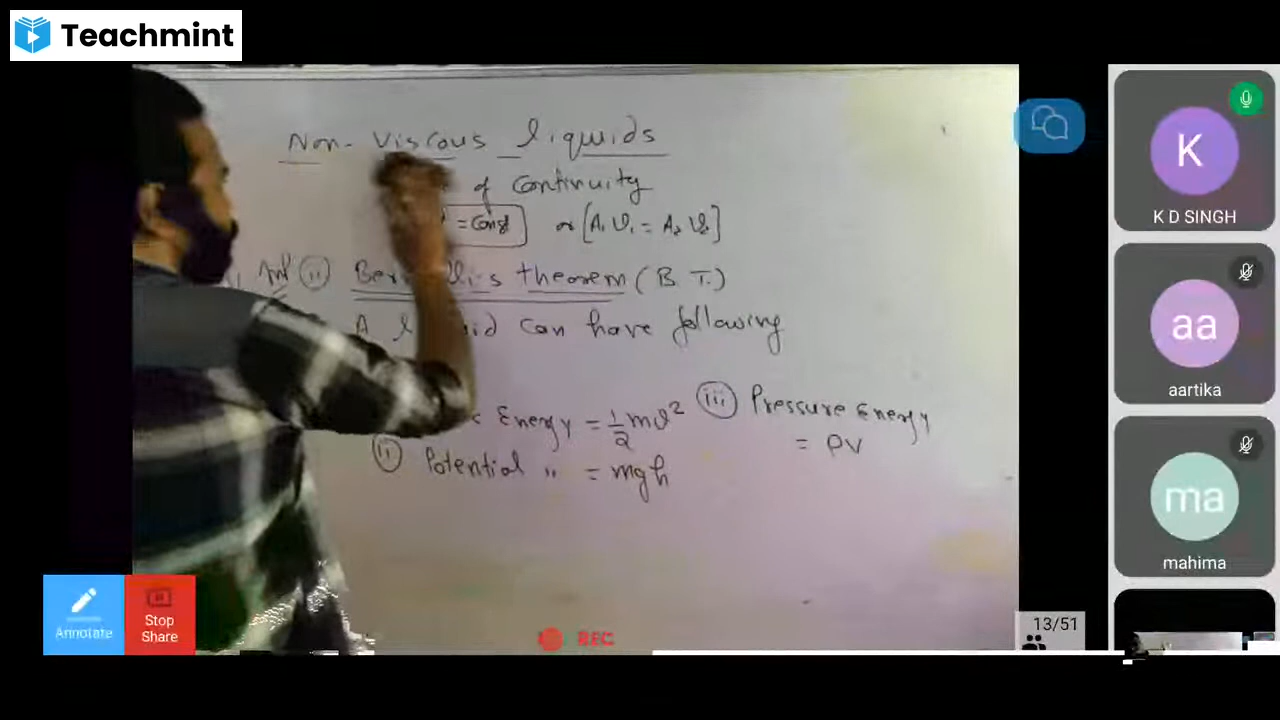 Teachmint
Non-Viscous liquids
of Continuity
= Const or [A₁ V₁ = A₂ V₂]
(ii) theorem (B.T.)
A can have following
Energy = 1/2 mv²
(iii) Pressure Energy
= PV
(ii) Potential " = mgh
K D SINGH
aa
aartika
ma
mahima
K
Annotate
Stop
Share
REC
13/51